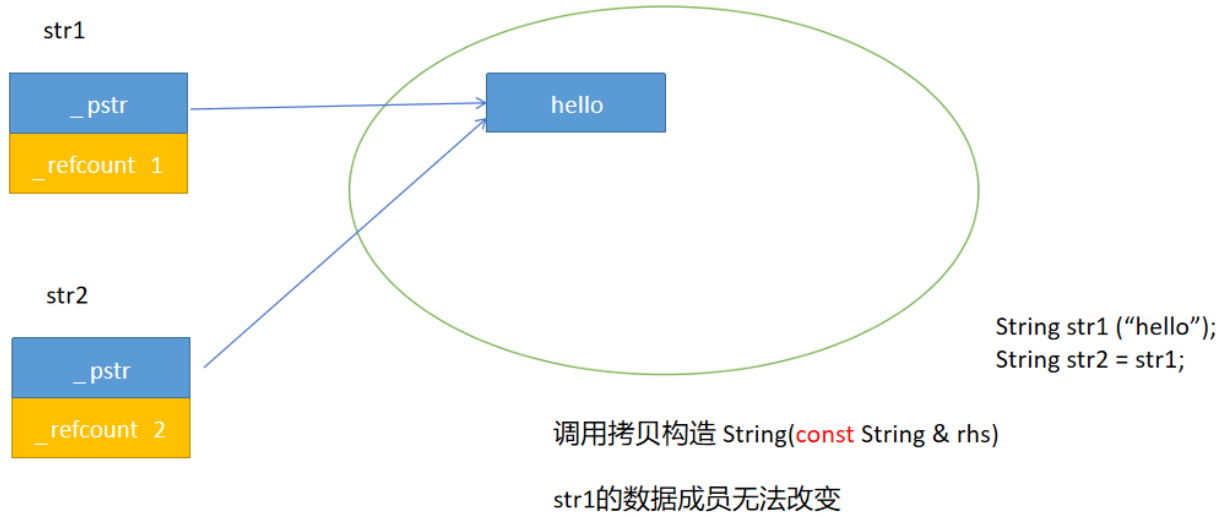 str1
_pstr
_refcount 1
hello
str2
_pstr
_refcount 2
String str1 (“hello”);
String str2 = str1;
调用拷贝构造 String(const String & rhs)
str1的数据成员无法改变